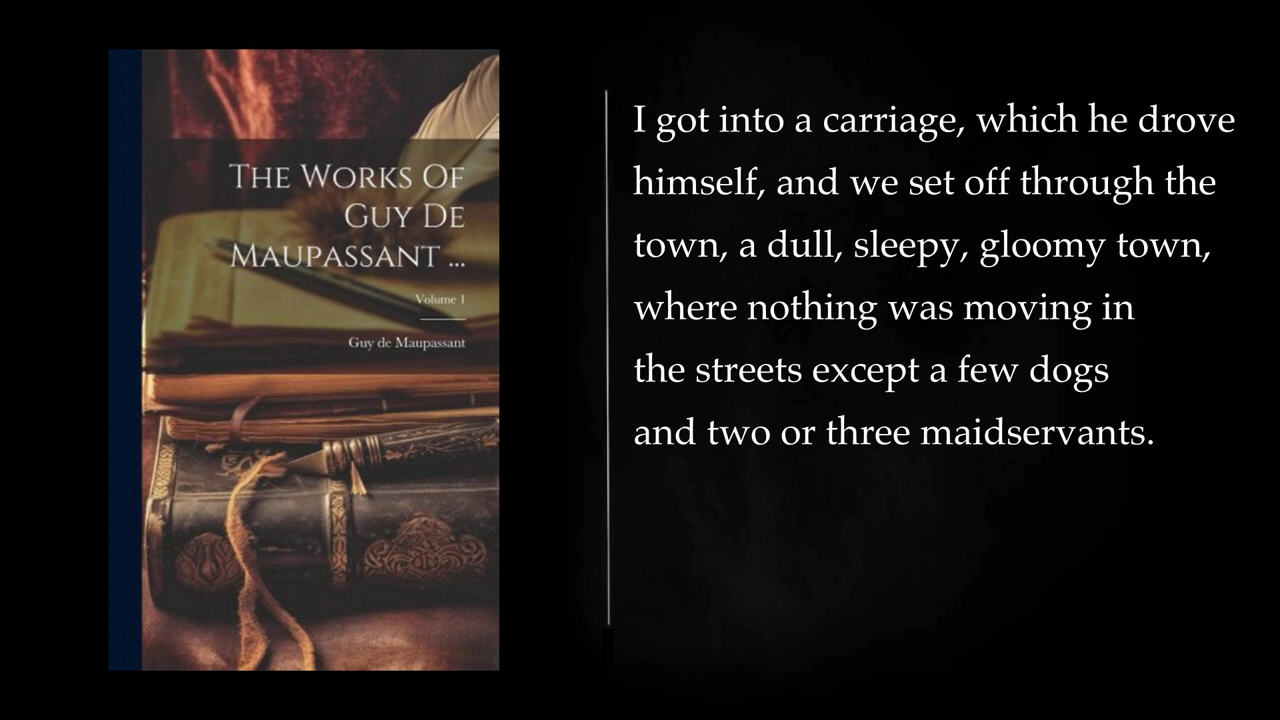 The Works Of
Guy De
Maupassant ...
Volume 1
Guy de Maupassant
I got into a carriage, which he drove
himself, and we set off through the
town, a dull, sleepy, gloomy town,
where nothing was moving in
the streets except a few dogs
and two or three maidservants.